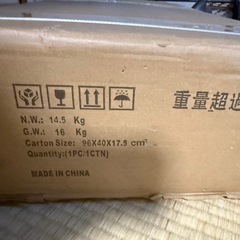 N.W.: 14.5 Kg
G.W.: 16 Kg
Carton Size: 96X40X17.5 cm³
Quantity:(1PC/1CTN)
MADE IN CHINA
重量超过